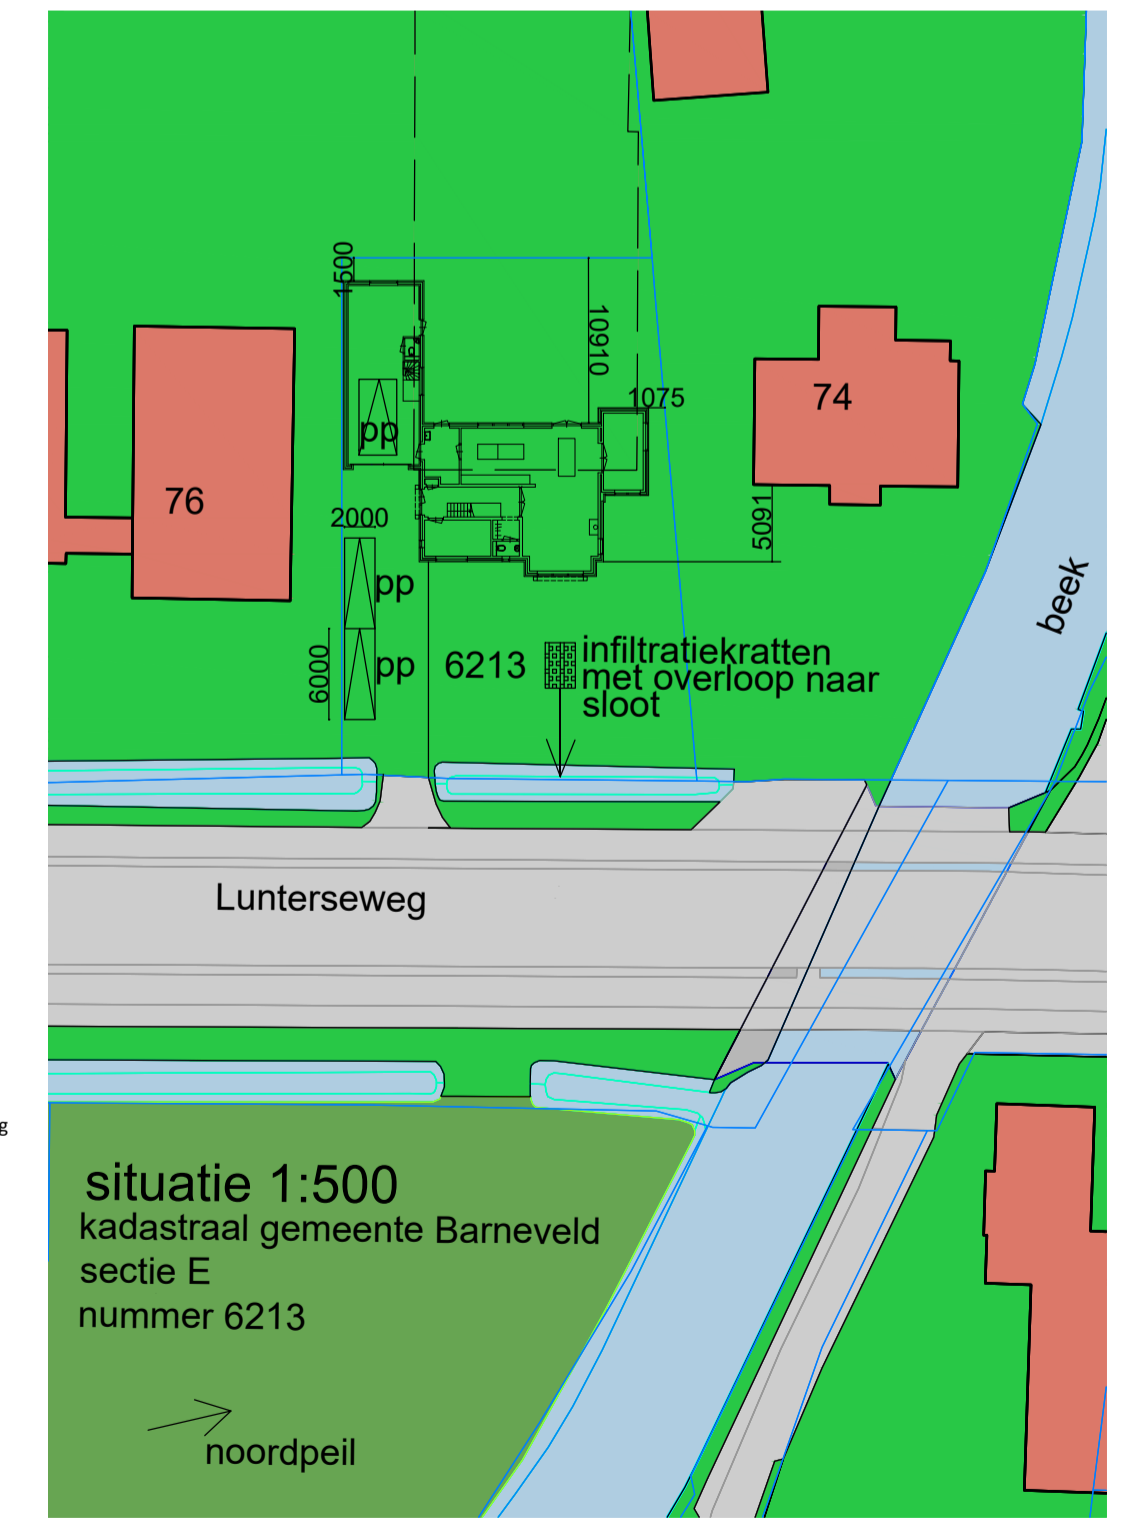 1500
10910
1075
74
pp
76
2000
5091
pp
beek
6000
pp
6213
infiltratiekratten
met overloop naar
sloot
Lunterseweg
g
situatie 1:500
kadastraal gemeente Barneveld
sectie E
nummer 6213
noordpeil